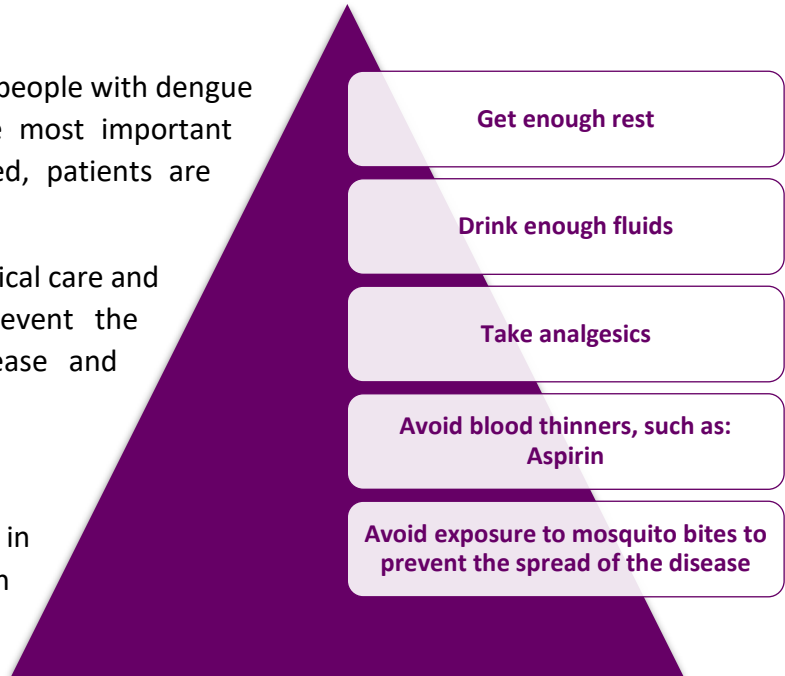 people with dengue
most important
patients are
ical care and
event the
ease and
in
Get enough rest
Drink enough fluids
Take analgesics
Avoid blood thinners, such as:
Aspirin
Avoid exposure to mosquito bites to
prevent the spread of the disease